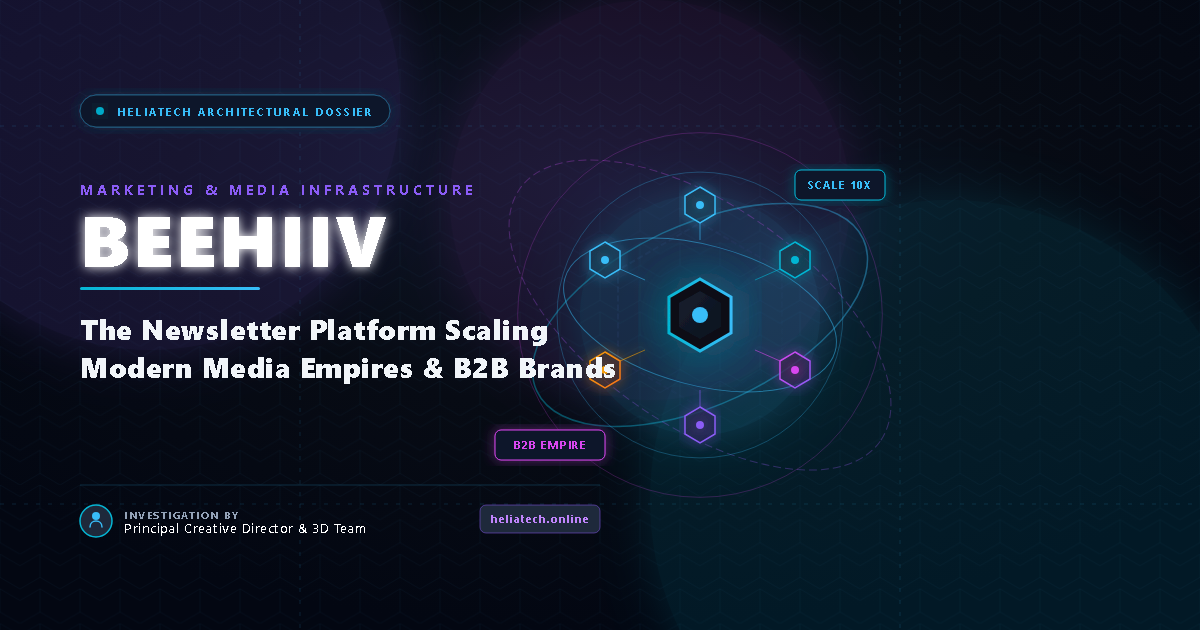 HELIATECH ARCHITECTURAL DOSSIER
MARKETING & MEDIA INFRASTRUCTURE
BEEHIIV
The Newsletter Platform Scaling
Modern Media Empires & B2B Brands
SCALE 10X
B2B EMPIRE
INVESTIGATION BY
Principal Creative Director & 3D Team
heliatech.online